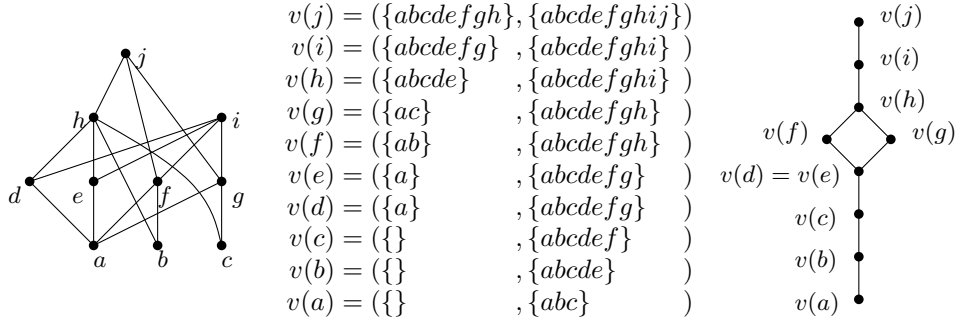 j
h
i
d
e
f
g
a
b
c
v(j) = ({abcdefgh}, {abcdefghij})
v(i) = ({abcdefg} , {abcdefghi} )
v(h) = ({abcde} , {abcdefghi} )
v(g) = ({ac} , {abcdefgh} )
v(f) = ({ab} , {abcdefgh} )
v(e) = ({a} , {abcdefg} )
v(d) = ({a} , {abcdefg} )
v(c) = ({} , {abcdef} )
v(b) = ({} , {abcde} )
v(a) = ({} , {abc} )
v(j)
v(i)
v(h)
v(f) v(g)
v(d) = v(e)
v(c)
v(b)
v(a)